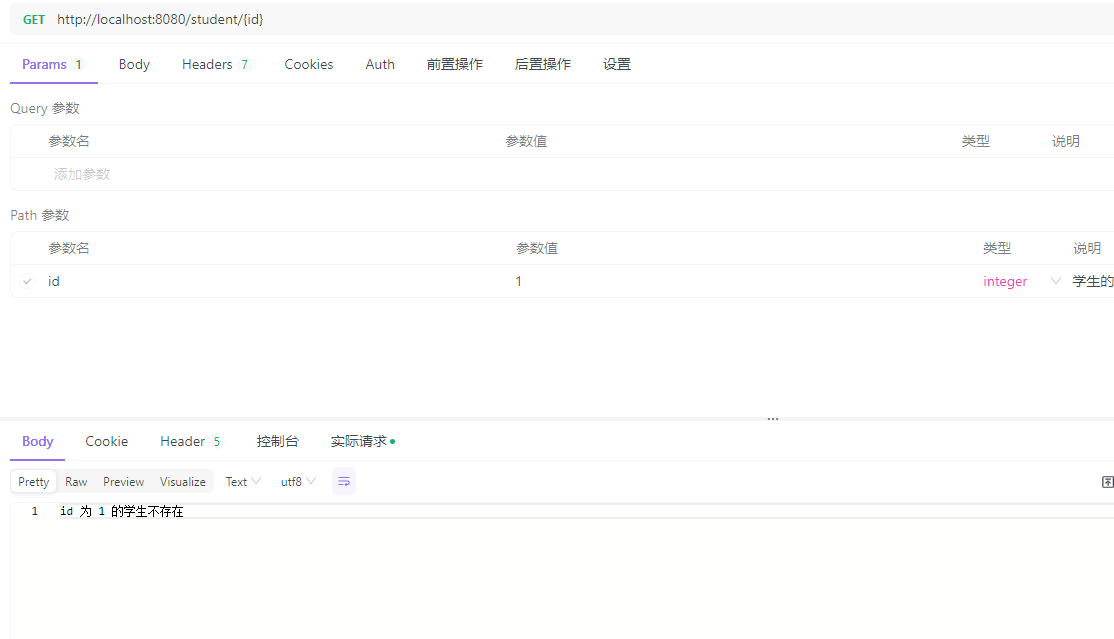 GET http://localhost:8080/student/{id}
Params 1 Body Headers 7 Cookies Auth 前置操作 后置操作 设置
Query 参数
参数名 参数值 类型 说明
添加参数
Path 参数
参数名 参数值 类型 说明
id 1 integer 学生的
...
Body Cookie Header 5 控制台 实际请求
Pretty Raw Preview Visualize Text utf8
1 id 为 1 的学生不存在